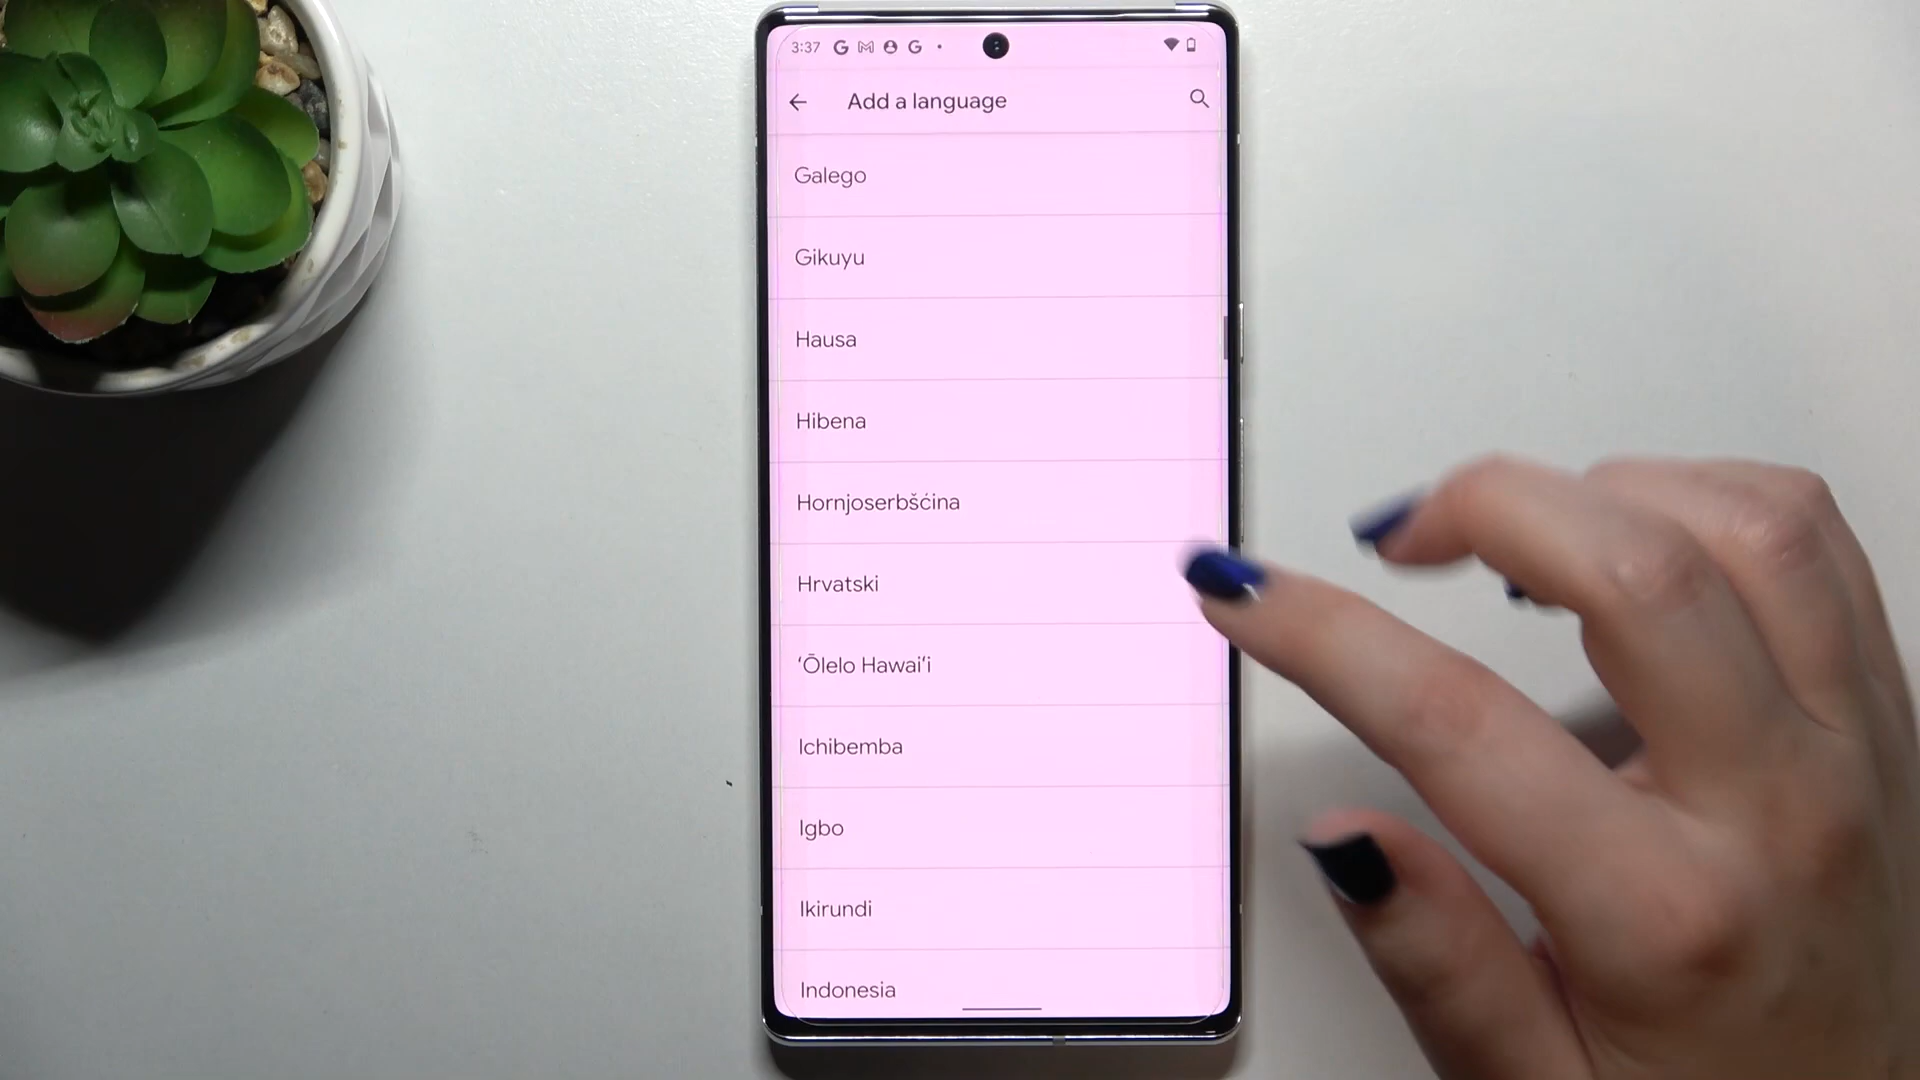 3:37 G M G
Add a language
Galego
Gikuyu
Hausa
Hibena
Hornjoserbšćina
Hrvatski
ʻŌlelo Hawaiʻi
Ichibemba
Igbo
Ikirundi
Indonesia